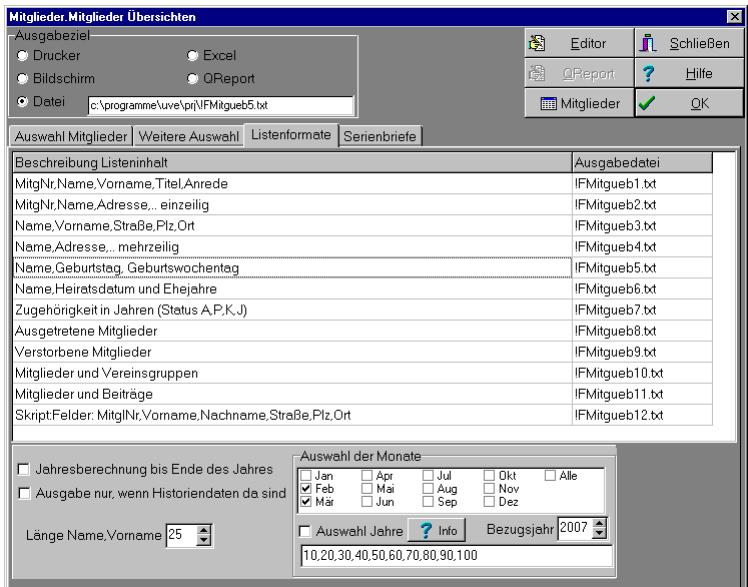 Mitglieder.Mitglieder Übersichten
Ausgabeziel
Drucker
Excel
Bildschirm
QReport
Datei
c:\programme\uve\prj\!FMitgueb5.txt
Editor
Schließen
QReport
Hilfe
Mitglieder
OK
Auswahl Mitglieder
Weitere Auswahl
Listenformate
Serienbriefe
Beschreibung Listeninhalt
Ausgabedatei
MitgNr,Name,Vorname,Titel,Anrede
!FMitgueb1.txt
MitgNr,Name,Adresse,.. einzeilig
!FMitgueb2.txt
Name,Vorname,Straße,Plz,Ort
!FMitgueb3.txt
Name,Adresse,.. mehrzeilig
!FMitgueb4.txt
Name,Geburtstag, Geburtswochentag
!FMitgueb5.txt
Name,Heiratsdatum und Ehejahre
!FMitgueb6.txt
Zugehörigkeit in Jahren (Status A,P,K,J)
!FMitgueb7.txt
Ausgetretene Mitglieder
!FMitgueb8.txt
Verstorbene Mitglieder
!FMitgueb9.txt
Mitglieder und Vereinsgruppen
!FMitgueb10.txt
Mitglieder und Beiträge
!FMitgueb11.txt
Skript:Felder: MitglNr,Vorname,Nachname,Straße,Plz,Ort
!FMitgueb12.txt
Jahresberechnung bis Ende des Jahres
Ausgabe nur, wenn Historiendaten da sind
Länge Name,Vorname 25
Auswahl der Monate
Jan Apr Jul Okt Alle
Feb Mai Aug Nov
Mär Jun Sep Dez
Auswahl Jahre
? Info
Bezugsjahr 2007
10,20,30,40,50,60,70,80,90,100